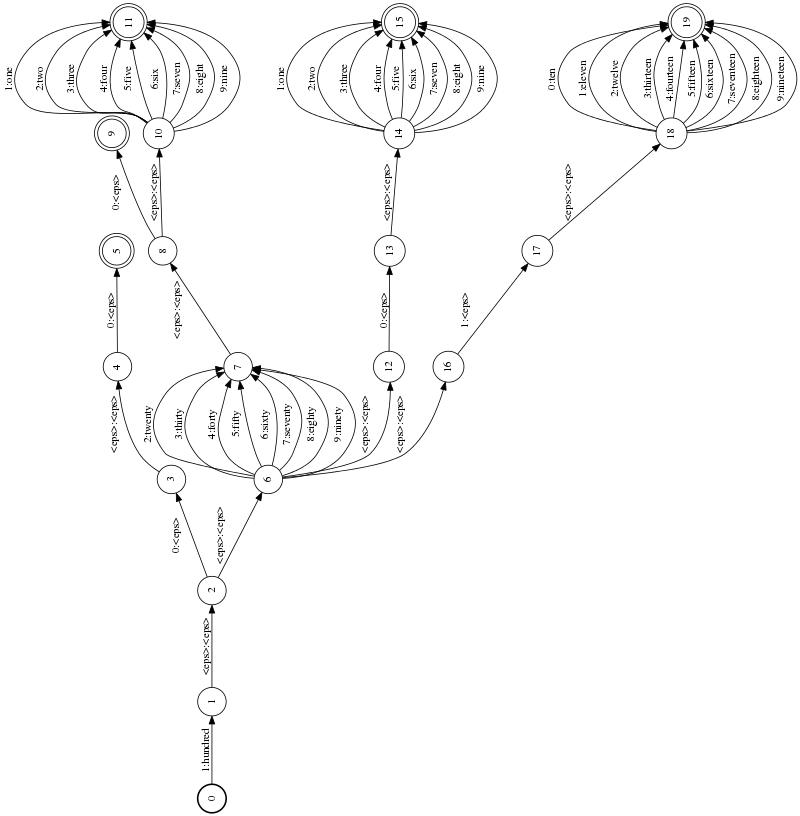 11
15
19
1:one
2:two
3:three
4:four
5:five
6:six
7:seven
8:eight
9:nine
1:one
2:two
3:three
4:four
5:five
6:six
7:seven
8:eight
9:nine
0:ten
1:eleven
2:twelve
3:thirteen
4:fourteen
5:fifteen
6:sixteen
7:seventeen
8:eighteen
9:nineteen
9
10
14
18
0:<eps>
<eps>:<eps>
<eps>:<eps>
<eps>:<eps>
5
8
13
17
0:<eps>
<eps>:<eps>
0:<eps>
1:<eps>
4
7
12
16
<eps>:<eps>
2:twenty
3:thirty
4:forty
5:fifty
6:sixty
7:seventy
8:eighty
9:ninety
<eps>:<eps>
<eps>:<eps>
3
6
0:<eps>
<eps>:<eps>
2
<eps>:<eps>
1
1:hundred
0